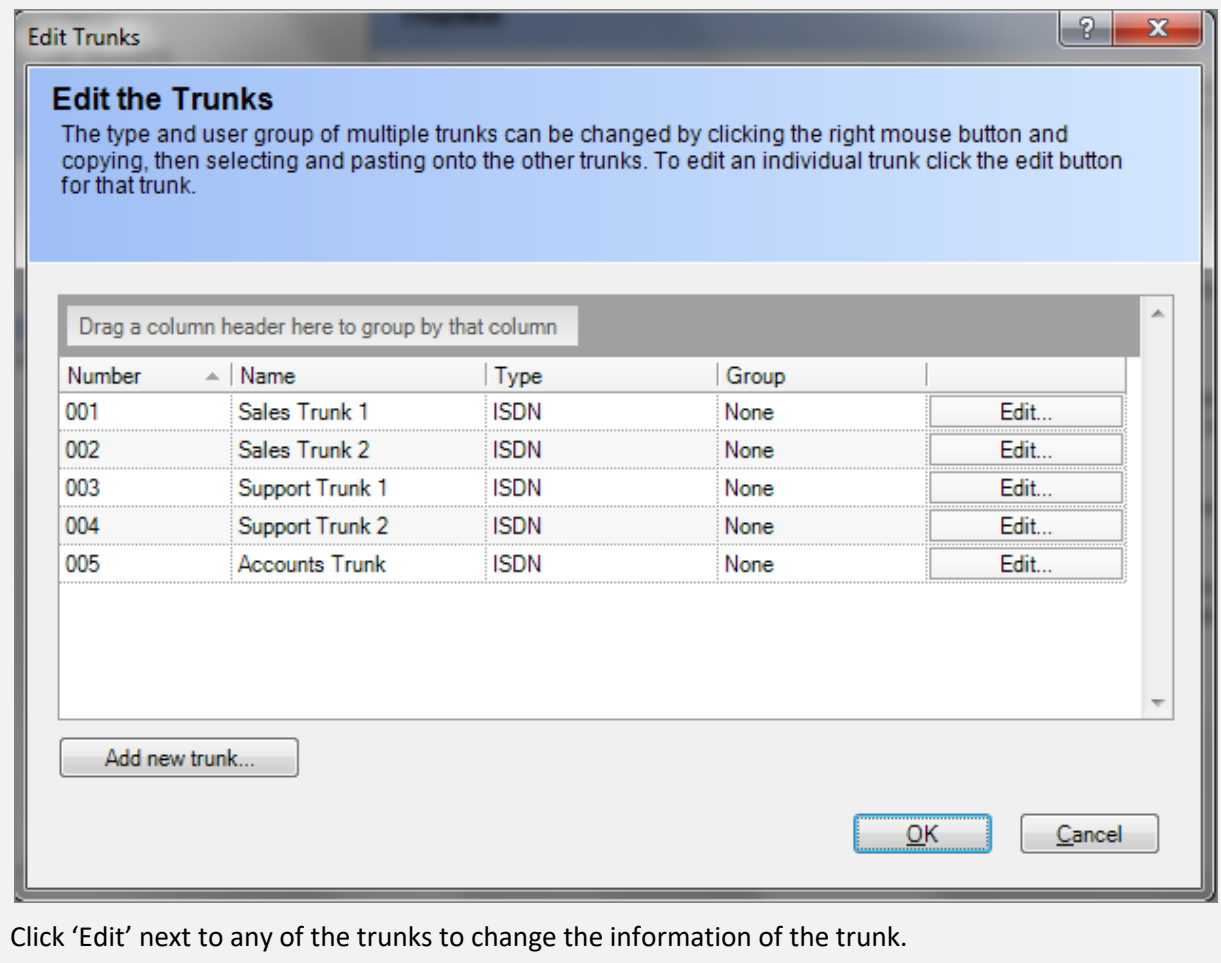 Edit Trunks
?
X
Edit the Trunks
The type and user group of multiple trunks can be changed by clicking the right mouse button and
copying, then selecting and pasting onto the other trunks. To edit an individual trunk click the edit button
for that trunk.
Drag a column header here to group by that column
Number Name Type Group
001 Sales Trunk 1 ISDN None Edit...
002 Sales Trunk 2 ISDN None Edit...
003 Support Trunk 1 ISDN None Edit...
004 Support Trunk 2 ISDN None Edit...
005 Accounts Trunk ISDN None Edit...
Add new trunk...
OK Cancel
Click ‘Edit’ next to any of the trunks to change the information of the trunk.